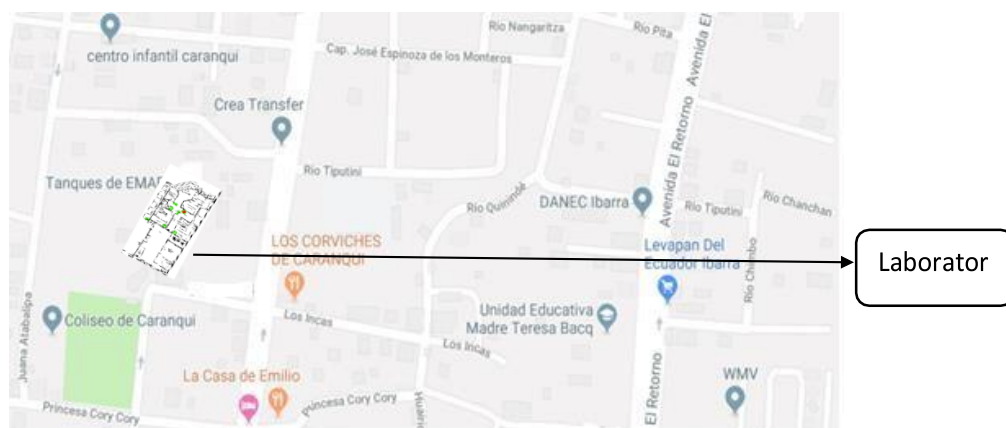 Rio Nangaritza
Rio Pita
Avenida El Retorno
Avenida El
centro infantil caranqui
Cap. José Espinoza de los Monteros
Crea Transfer
Rio Tiputini
Tanques de EMA
Rio Quinindé
DANEC Ibarra
Rio Tiputini
Rio Chanchan
Rio Chimbo
LOS CORVICHES
DE CARANQUI
Levapan Del
Ecuador Ibarra
Laborator
Juana Atabalipa
Coliseo de Caranqui
Los Incas
Unidad Educativa
Madre Teresa Bacq
Los Incas
La Casa de Emilio
WMV
El Retorno
Princesa Cory Cory
Princesa Cory Cory